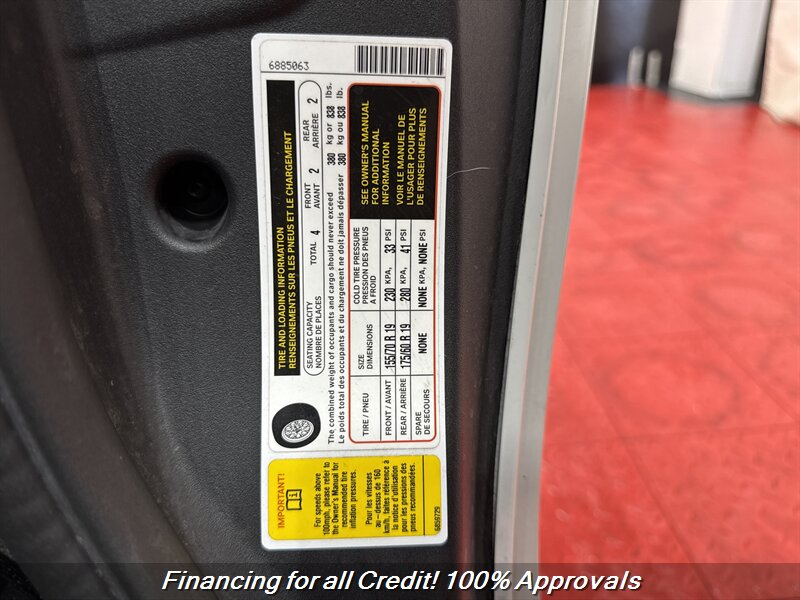 6885063
TIRE AND LOADING INFORMATION
RENSEIGNEMENTS SUR LES PNEUS ET LE CHARGEMENT
SEATING CAPACITY
NOMBRE DE PLACES
TOTAL 4
FRONT
AVANT 2
REAR
ARRIÈRE 2
The combined weight of occupants and cargo should never exceed 380 kg or 838 lbs.
Le poids total des occupants et du chargement ne doit jamais dépasser 380 kg ou 838 lb.
TIRE / PNEU
SIZE
DIMENSIONS
COLD TIRE PRESSURE
PRESSION DES PNEUS
A FROID
FRONT / AVANT 155/70 R 19 230 KPA, 33 PSI
REAR / ARRIÈRE 175/60 R 19 280 KPA, 41 PSI
SPARE
DE SECOURS
NONE NONE KPA, NONE PSI
SEE OWNER'S MANUAL
FOR ADDITIONAL
INFORMATION
VOIR LE MANUEL DE
L'USAGER POUR PLUS
DE RENSEIGNEMENTS
IMPORTANT!
For speeds above
100mph, please refer to
the Owner's Manual for
recommended tire
inflation pressures.
Pour les vitesses
au - dessus de 160
km/h, faites référence à
la notice d'utilisation
pour les pressions des
pneus recommandées.
6859729
Financing for all Credit! 100% Approvals